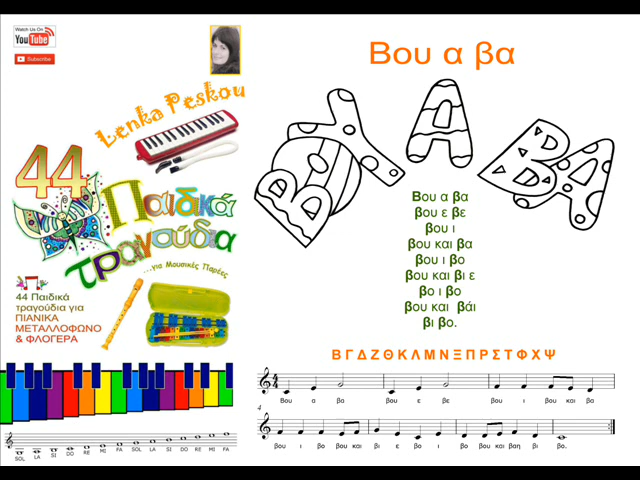 Watch Us On
YouTube
Subscribe
Lenka Peskou
44
Παιδικά
τραγούδια
...για Μουσικές Παρέες
44 Παιδικά
τραγούδια για
ΠΙΑΝΙΚΑ
ΜΕΤΑΛΛΟΦΩΝΟ
& ΦΛΟΓΕΡΑ
SOL LA SI DO RE MI FA SOL LA SI DO RE MI FA
Βου α βα
ΒΟΥ Α ΒΑ
Βου α βα
βου ε βε
βου ι
βου και βα
βου ι βο
βου και βι ε
βο ι βο
βου και βάι
βι βο.
Β Γ Δ Ζ Θ Κ Λ Μ Ν Ξ Π Ρ Σ Τ Φ Χ Ψ
4
4
Βου α βα βου ε βε βου ι βου και βα
4
βου ι βο βου και βι ε βο ι βο βου και βαη βι βο.